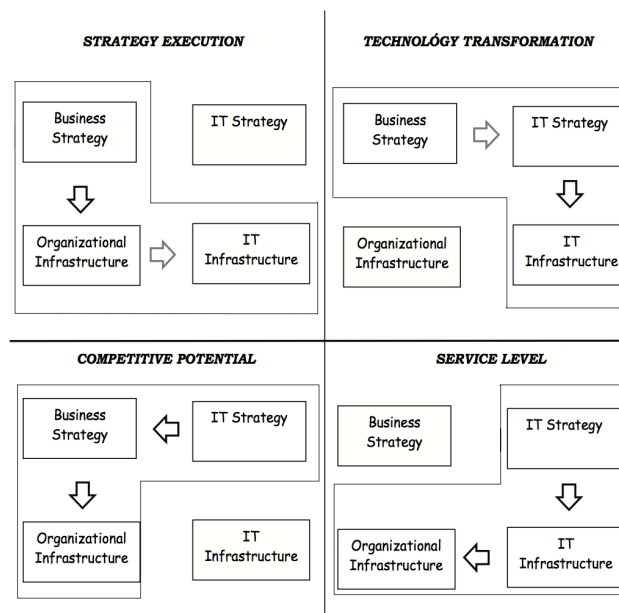 STRATEGY EXECUTION
Business
Strategy
IT Strategy
Organizational
Infrastructure
IT
Infrastructure
TECHNOLÓGY TRANSFORMATION
Business
Strategy
IT Strategy
Organizational
Infrastructure
IT
Infrastructure
COMPETITIVE POTENTIAL
Business
Strategy
IT Strategy
Organizational
Infrastructure
IT
Infrastructure
SERVICE LEVEL
Business
Strategy
IT Strategy
Organizational
Infrastructure
IT
Infrastructure